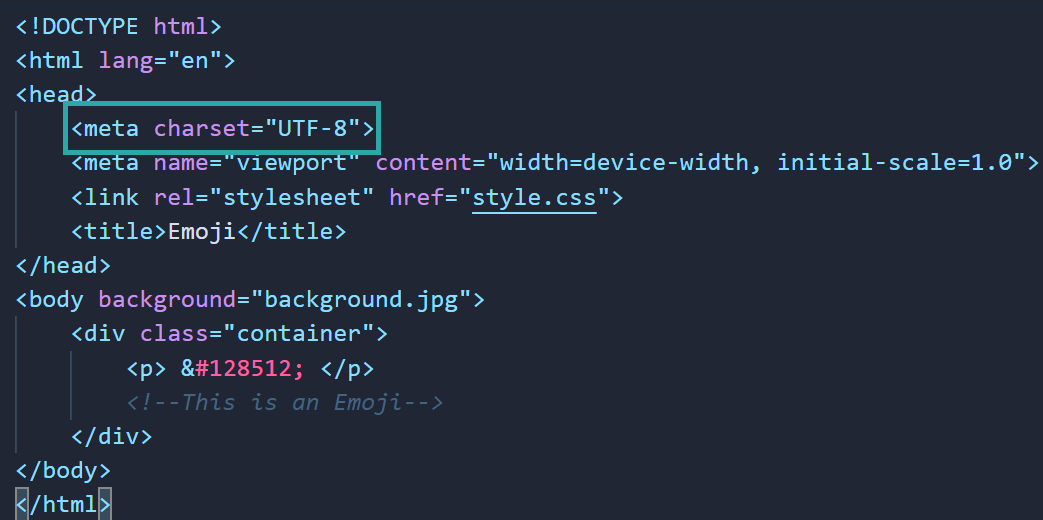 <!DOCTYPE html>
<html lang="en">
<head>
<meta charset="UTF-8">
<meta name="viewport" content="width=device-width, initial-scale=1.0">
<link rel="stylesheet" href="style.css">
<title>Emoji</title>
</head>
<body background="background.jpg">
<div class="container">
<p> &#128512; </p>
<!--This is an Emoji-->
</div>
</body>
</html>